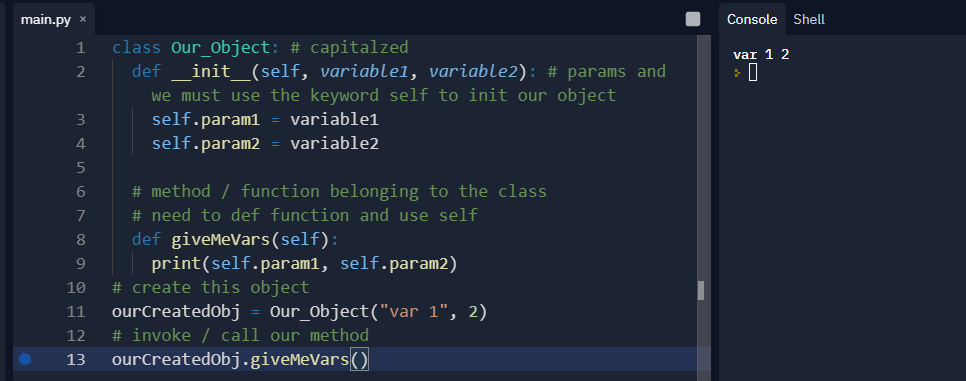 main.py ×
Console Shell
1 class Our_Object: # capitalzed
2 def __init__(self, variable1, variable2): # params and
we must use the keyword self to init our object
3 self.param1 = variable1
4 self.param2 = variable2
5
6 # method / function belonging to the class
7 # need to def function and use self
8 def giveMeVars(self):
9 print(self.param1, self.param2)
10 # create this object
11 ourCreatedObj = Our_Object("var 1", 2)
12 # invoke / call our method
13 ourCreatedObj.giveMeVars()
var 1 2